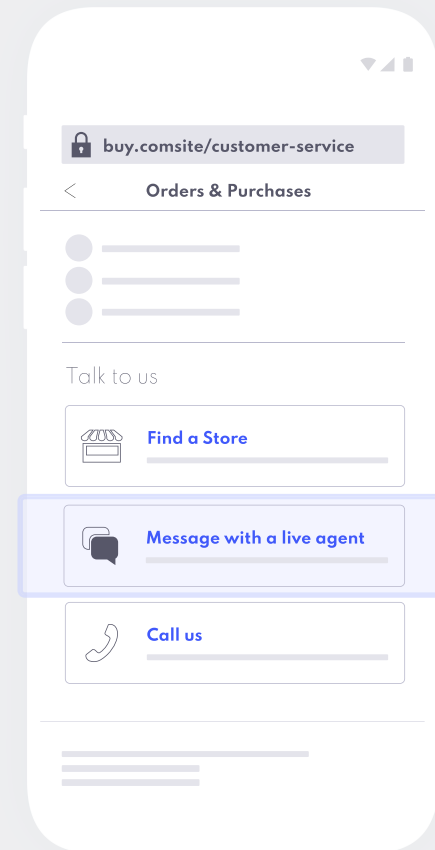 buy.comsite/customer-service
Orders & Purchases
Talk to us
Find a Store
Message with a live agent
Call us